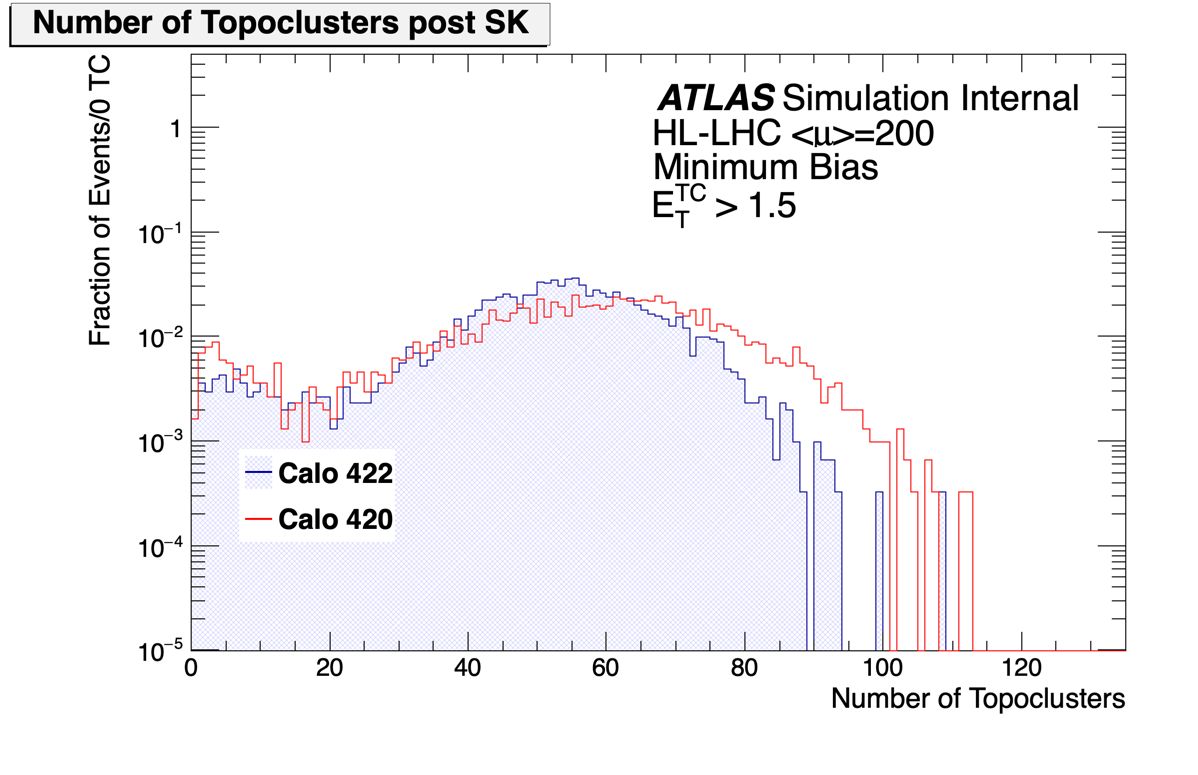 Number of Topoclusters post SK
Fraction of Events/0 TC
ATLAS Simulation Internal
HL-LHC <μ>=200
Minimum Bias
E_T^TC > 1.5
1
10⁻¹
10⁻²
10⁻³
10⁻⁴
10⁻⁵
Calo 422
Calo 420
0 20 40 60 80 100 120
Number of Topoclusters